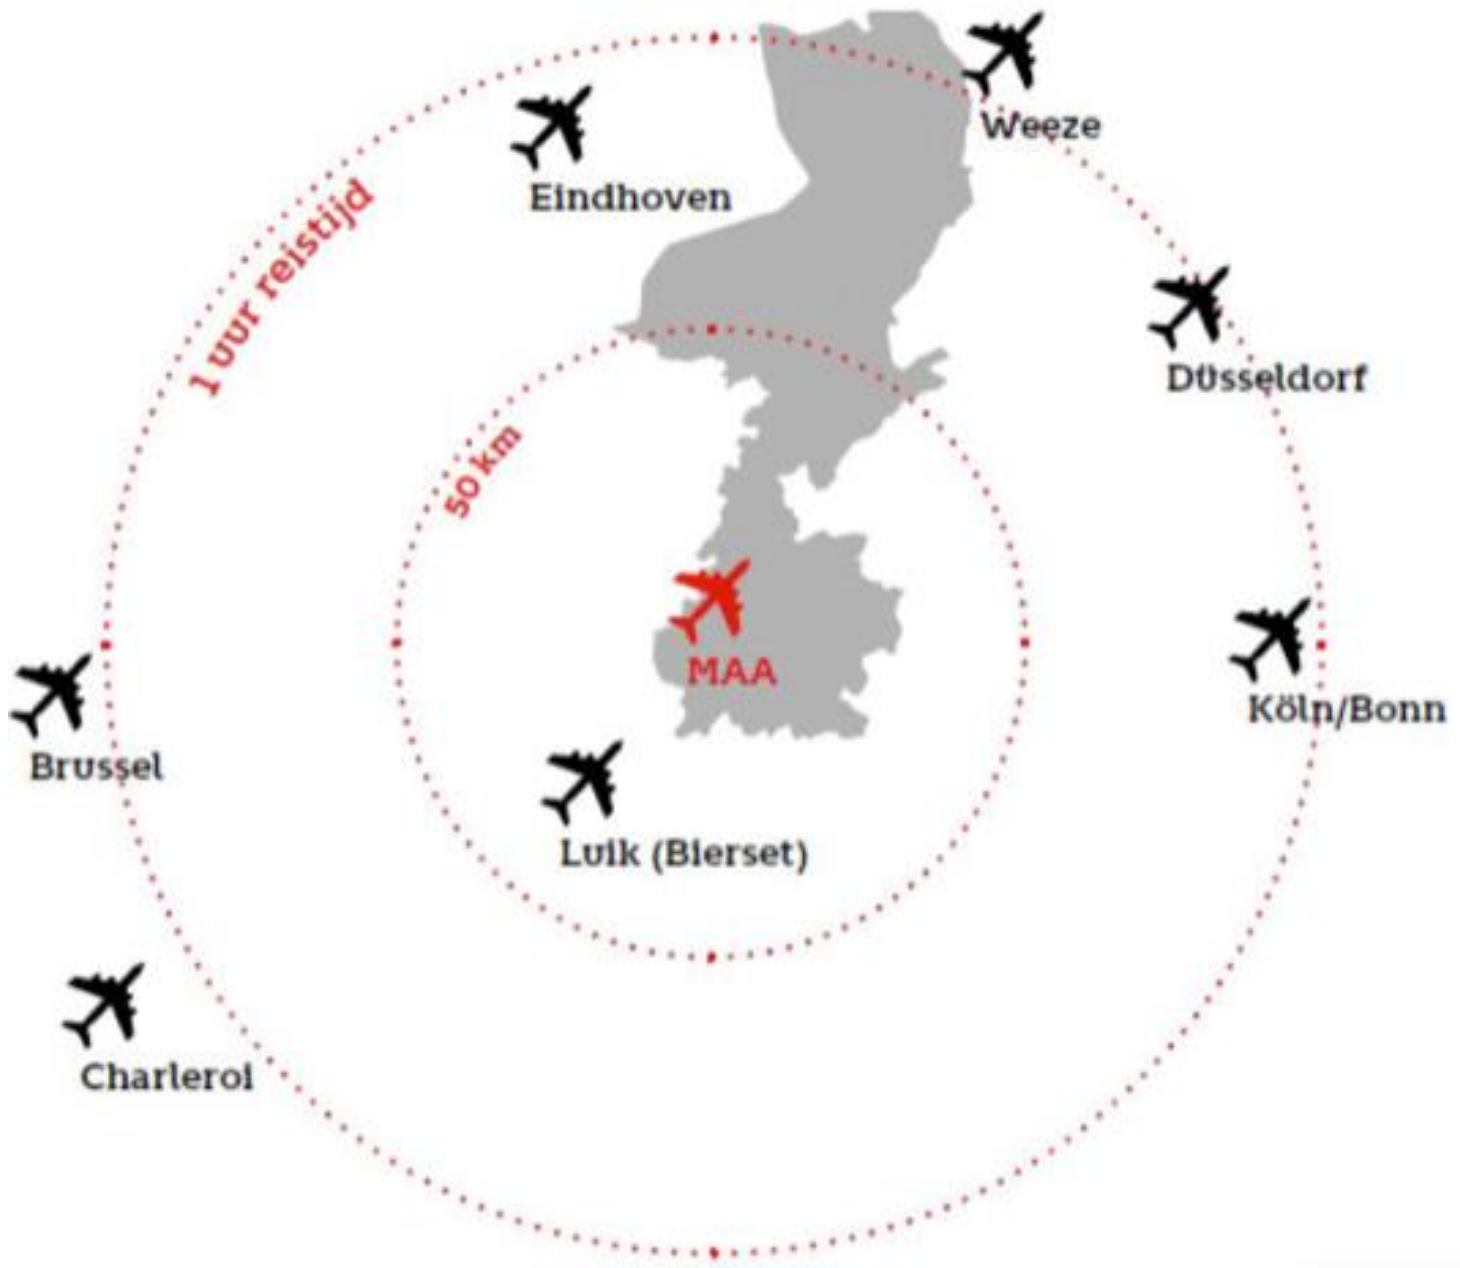 Weeze
Eindhoven
1 uur reistijd
Düsseldorf
50 km
MAA
Köln/Bonn
Brussel
Luik (Bierset)
Charleroi